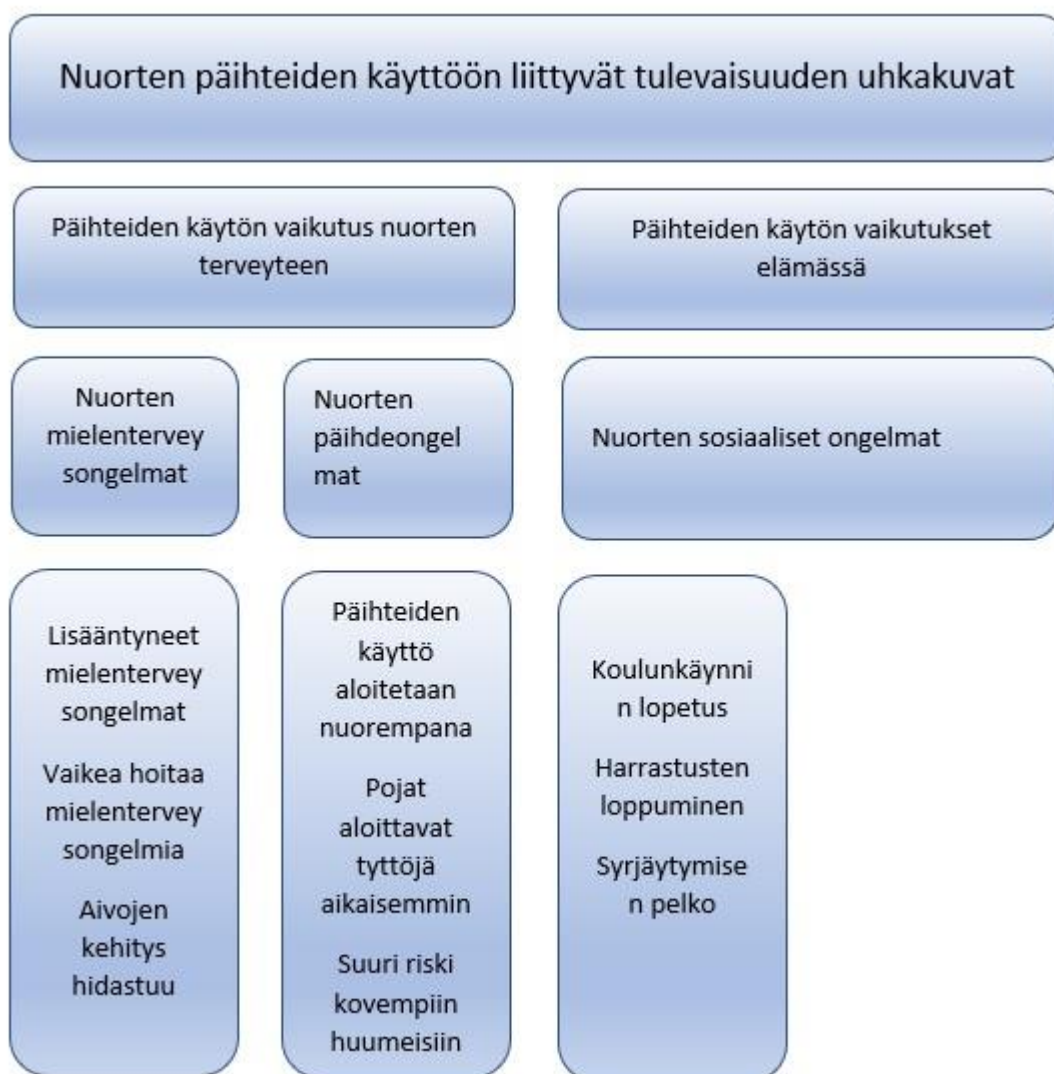 Nuorten päihteiden käyttöön liittyvät tulevaisuuden uhkakuvat
Päihteiden käytön vaikutus nuorten
terveyteen
Päihteiden käytön vaikutukset
elämässä
Nuorten
mielentervey
songelmat
Nuorten
päihdeongel
mat
Nuorten sosiaaliset ongelmat
Lisääntyneet
mielentervey
songelmat
Vaikea hoitaa
mielentervey
songelmia
Aivojen
kehitys
hidastuu
Päihteiden
käyttö
aloitetaan
nuorempana
Pojat
aloittavat
tyttöjä
aikaisemmin
Suuri riski
kovempiin
huumeisiin
Koulunkäynni
n lopetus
Harrastusten
loppuminen
Syrjäytymise
n pelko